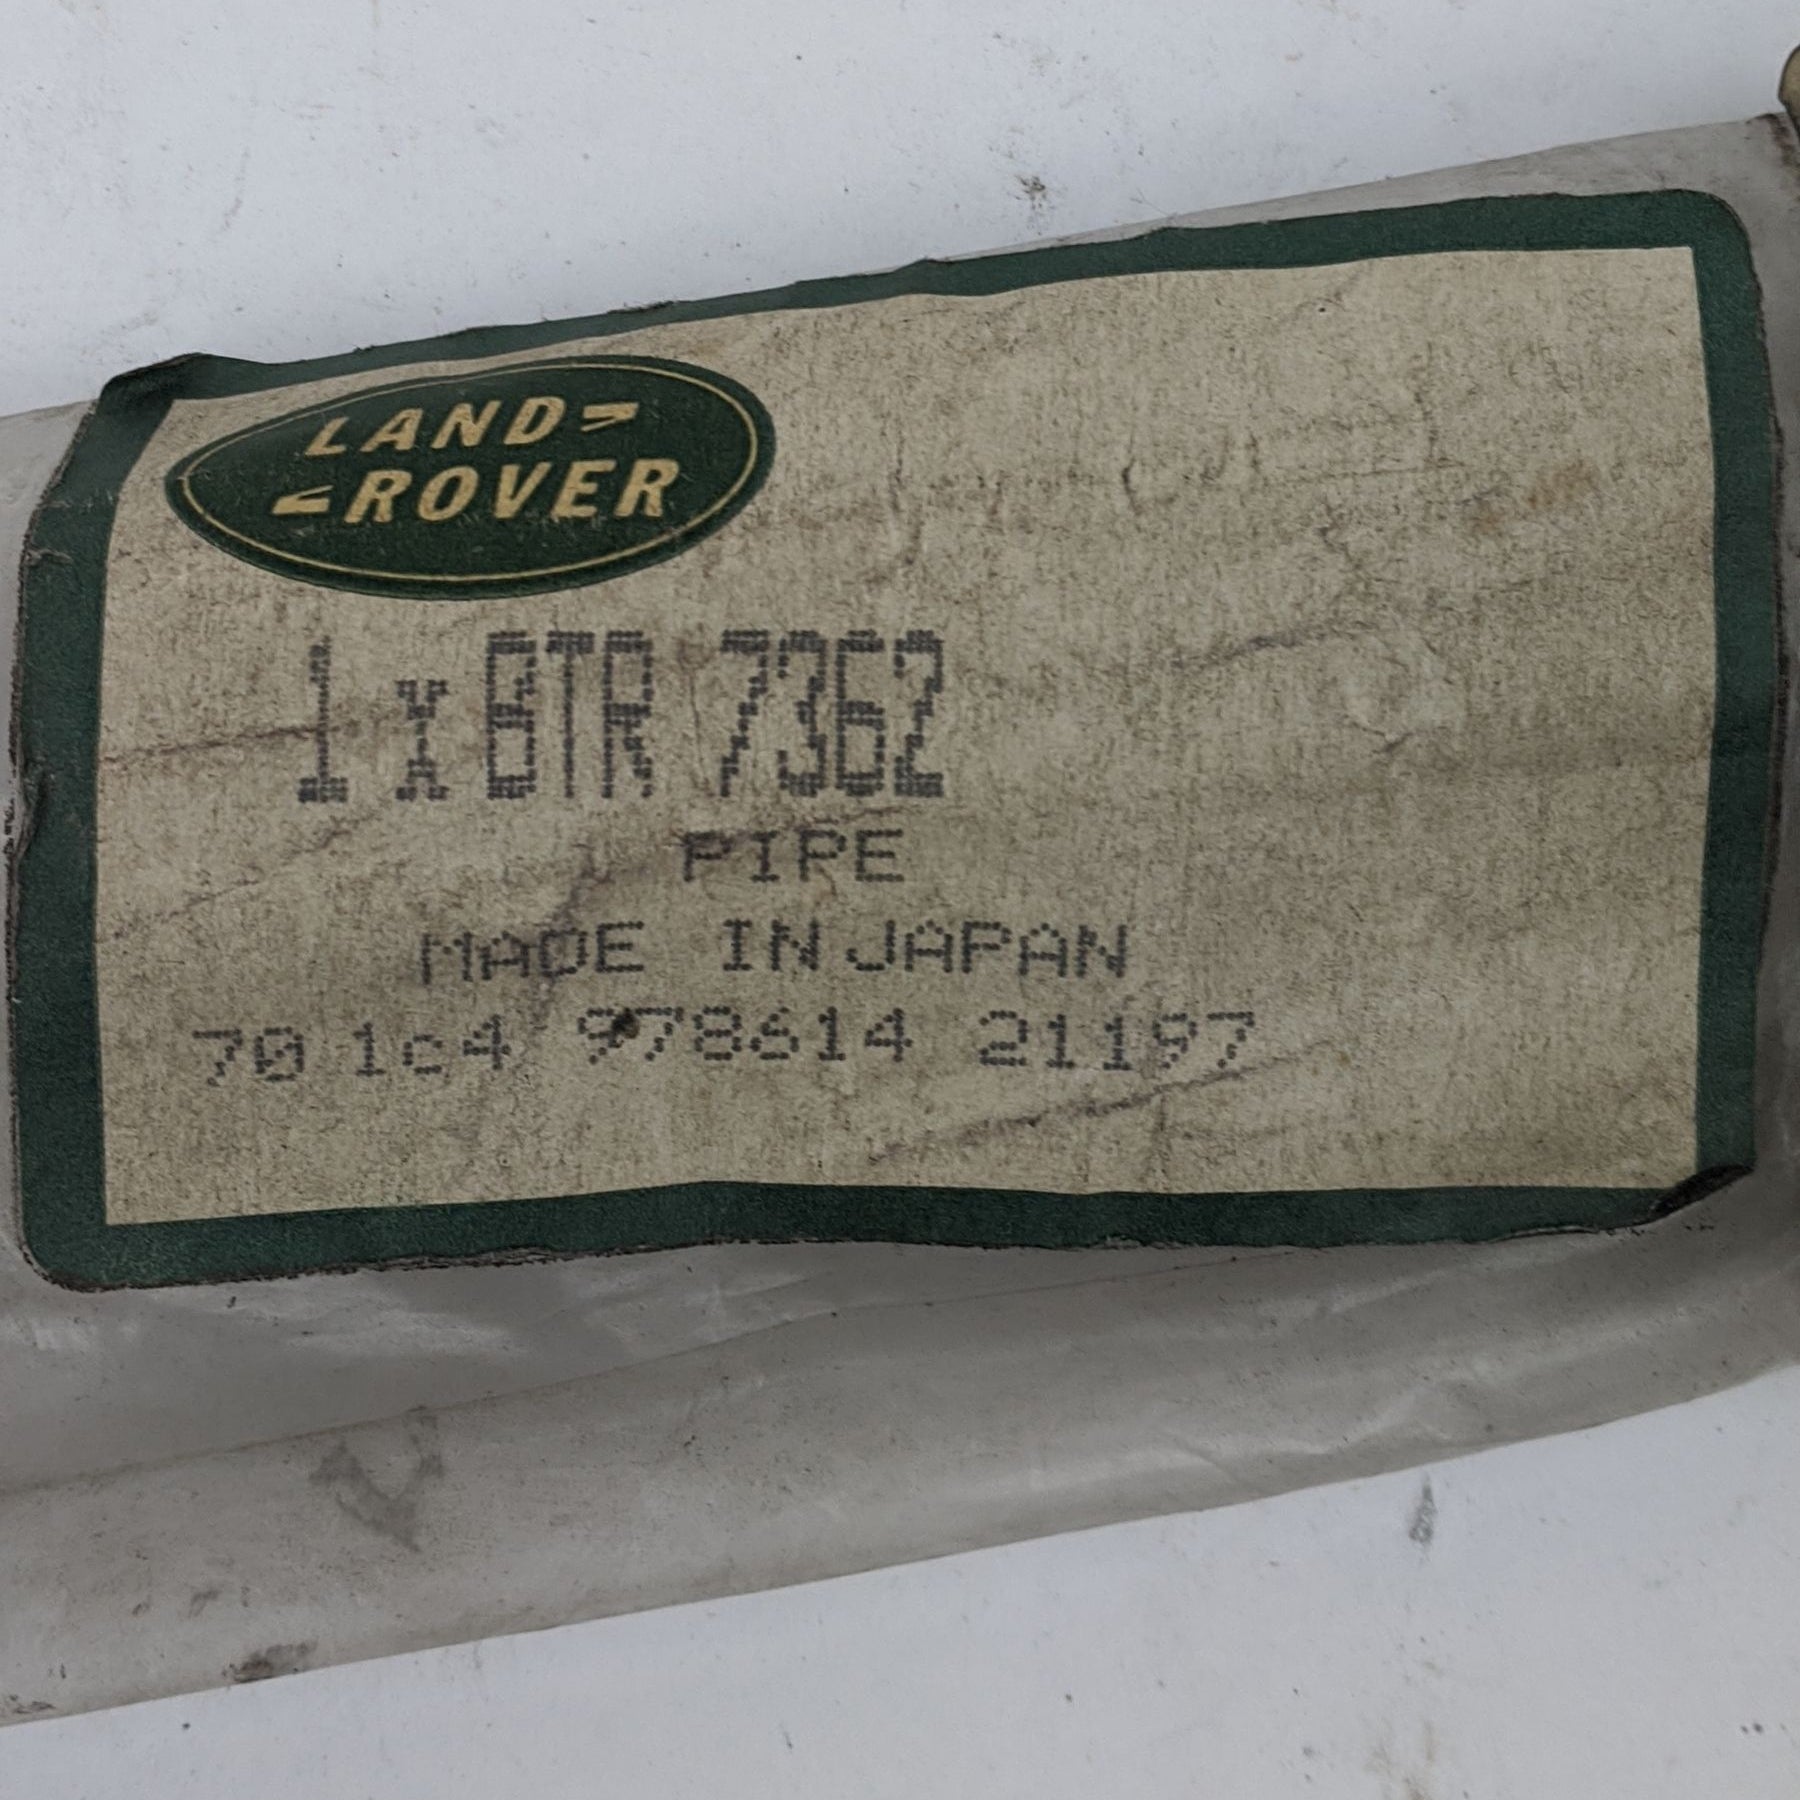 LAND
ROVER
1 x BTR 7362
PIPE
MADE IN JAPAN
70 1c4 978614 21197